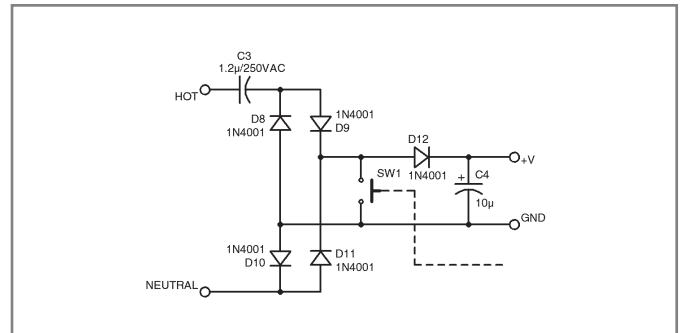 C3
1.2µ/250VAC
HOT
D8
1N4001
1N4001
D9
D12
1N4001
+V
SW1
+
C4
10µ
GND
1N4001
D10
D11
1N4001
NEUTRAL